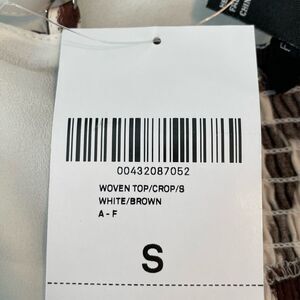 00432087052
WOVEN TOP/CROP/S
WHITE/BROWN
A - F
S